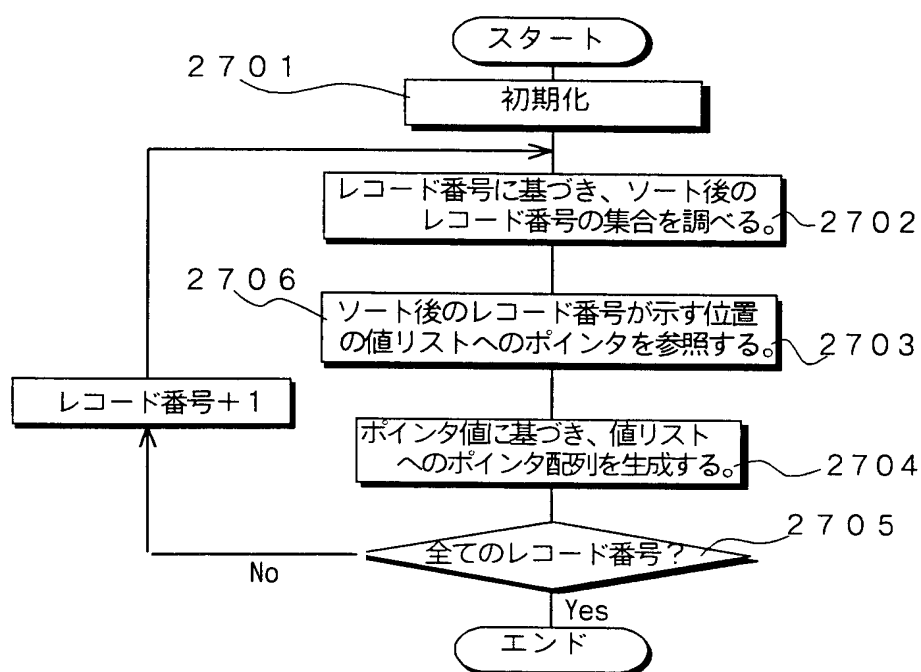 スタート
2701
初期化
レコード番号に基づき、ソート後の
レコード番号の集合を調べる。
2702
2706
ソート後のレコード番号が示す位置
の値リストへのポインタを参照する。
2703
レコード番号+1
ポインタ値に基づき、値リスト
へのポインタ配列を生成する。
2704
2705
全てのレコード番号?
No
Yes
エンド